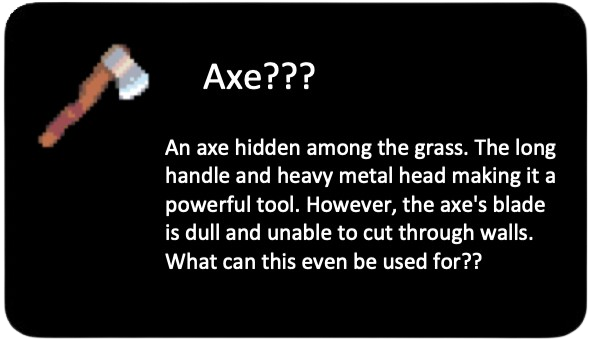 Axe???
An axe hidden among the grass. The long
handle and heavy metal head making it a
powerful tool. However, the axe's blade
is dull and unable to cut through walls.
What can this even be used for??